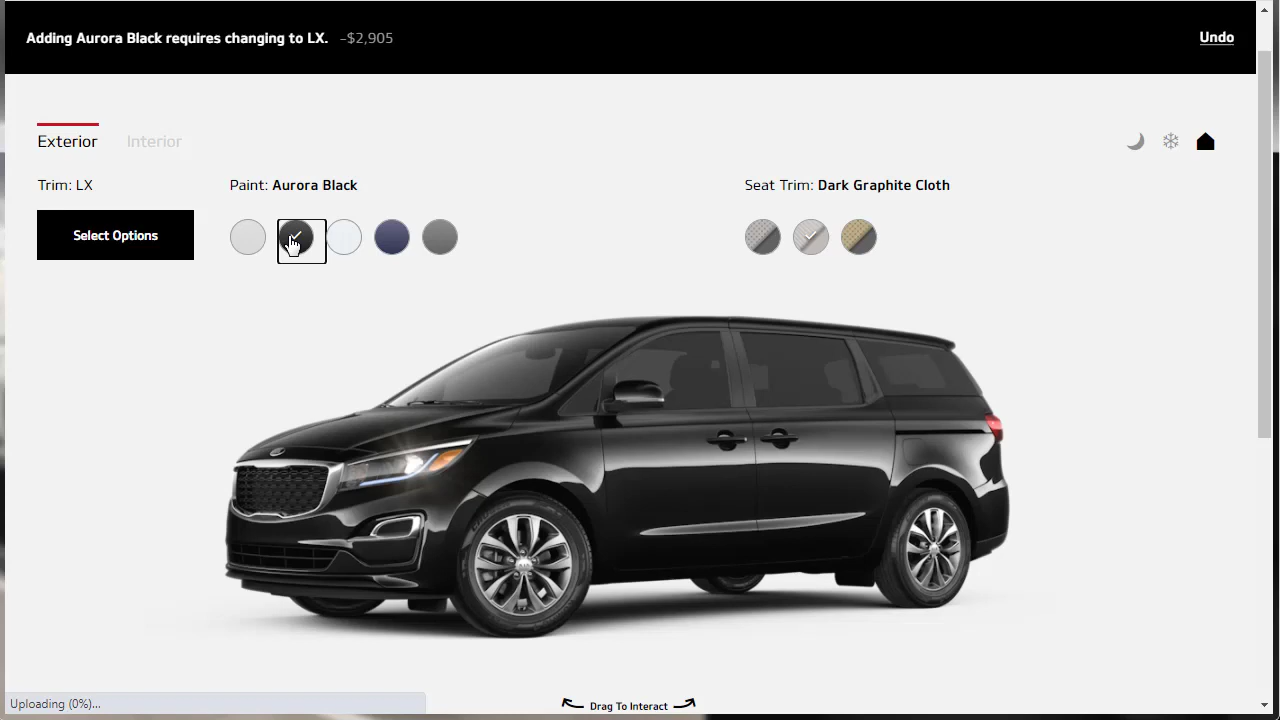 Adding Aurora Black requires changing to LX. -$2,905
Undo
Exterior
Interior
Trim: LX
Paint: Aurora Black
Seat Trim: Dark Graphite Cloth
Select Options
Uploading (0%)...
Drag To Interact